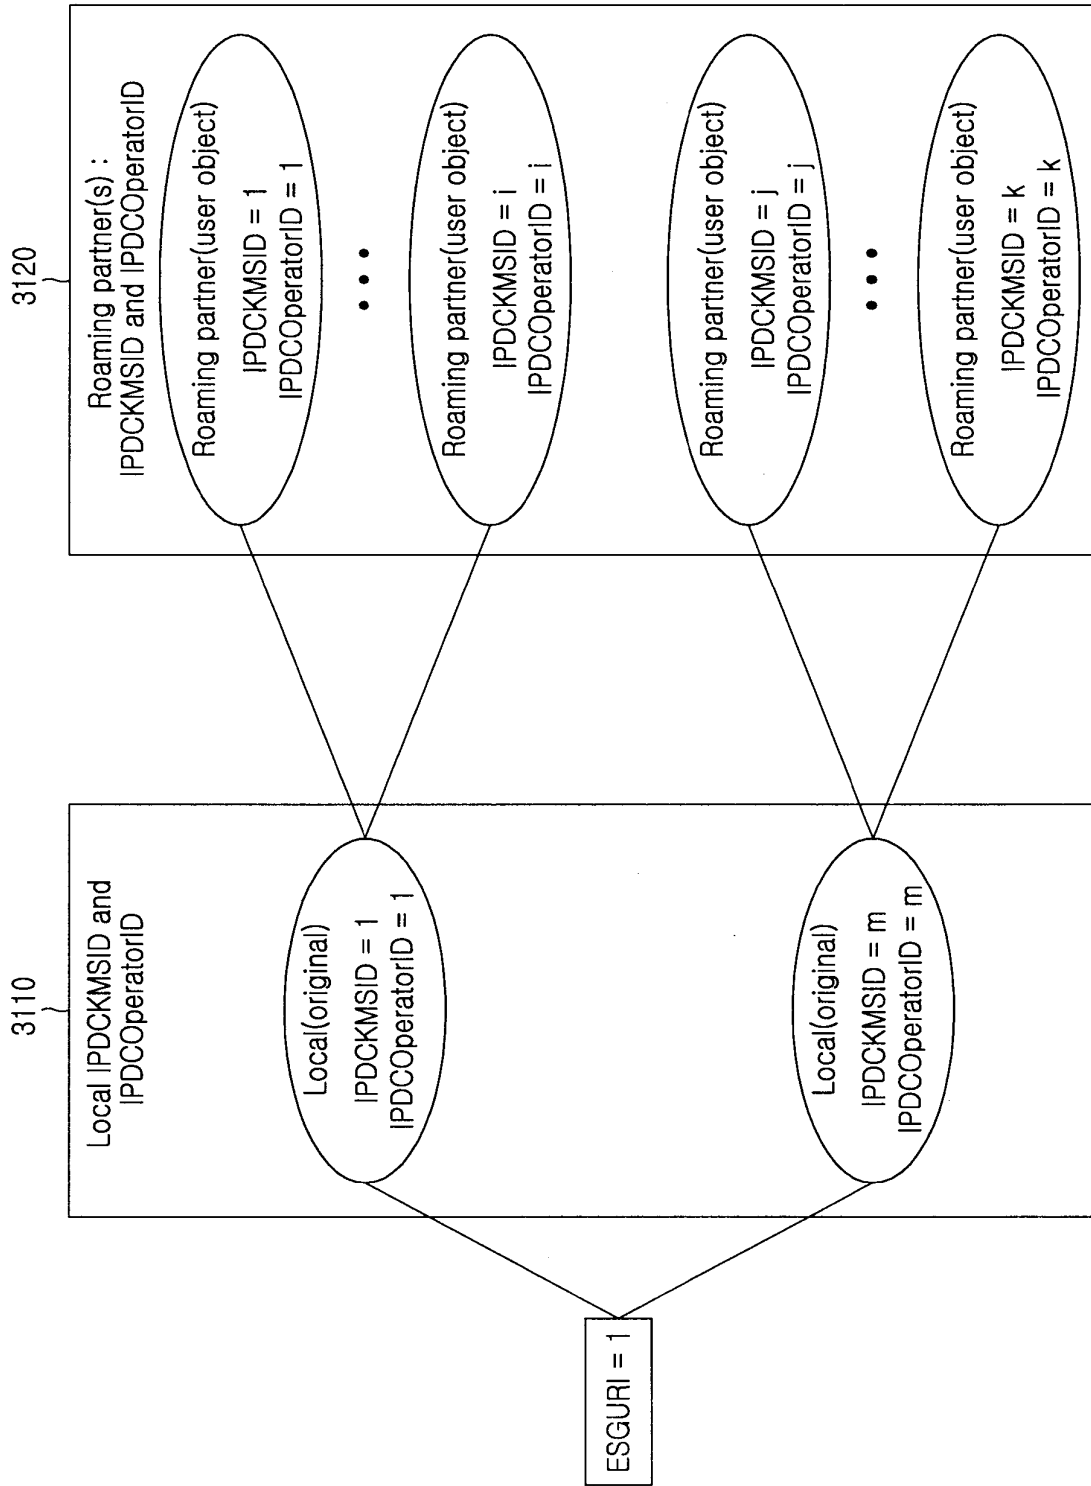 3110
3120
Local IPDCKMSID and
IPDCOperatorID
Roaming partner(s) :
IPDCKMSID and IPDCOperatorID
ESGURI = 1
Local(original)
IPDCKMSID = 1
IPDCOperatorID = 1
Local(original)
IPDCKMSID = m
IPDCOperatorID = m
Roaming partner(user object)
IPDCKMSID = 1
IPDCOperatorID = 1
•••
Roaming partner(user object)
IPDCKMSID = i
IPDCOperatorID = i
Roaming partner(user object)
IPDCKMSID = j
IPDCOperatorID = j
•••
Roaming partner(user object)
IPDCKMSID = k
IPDCOperatorID = k